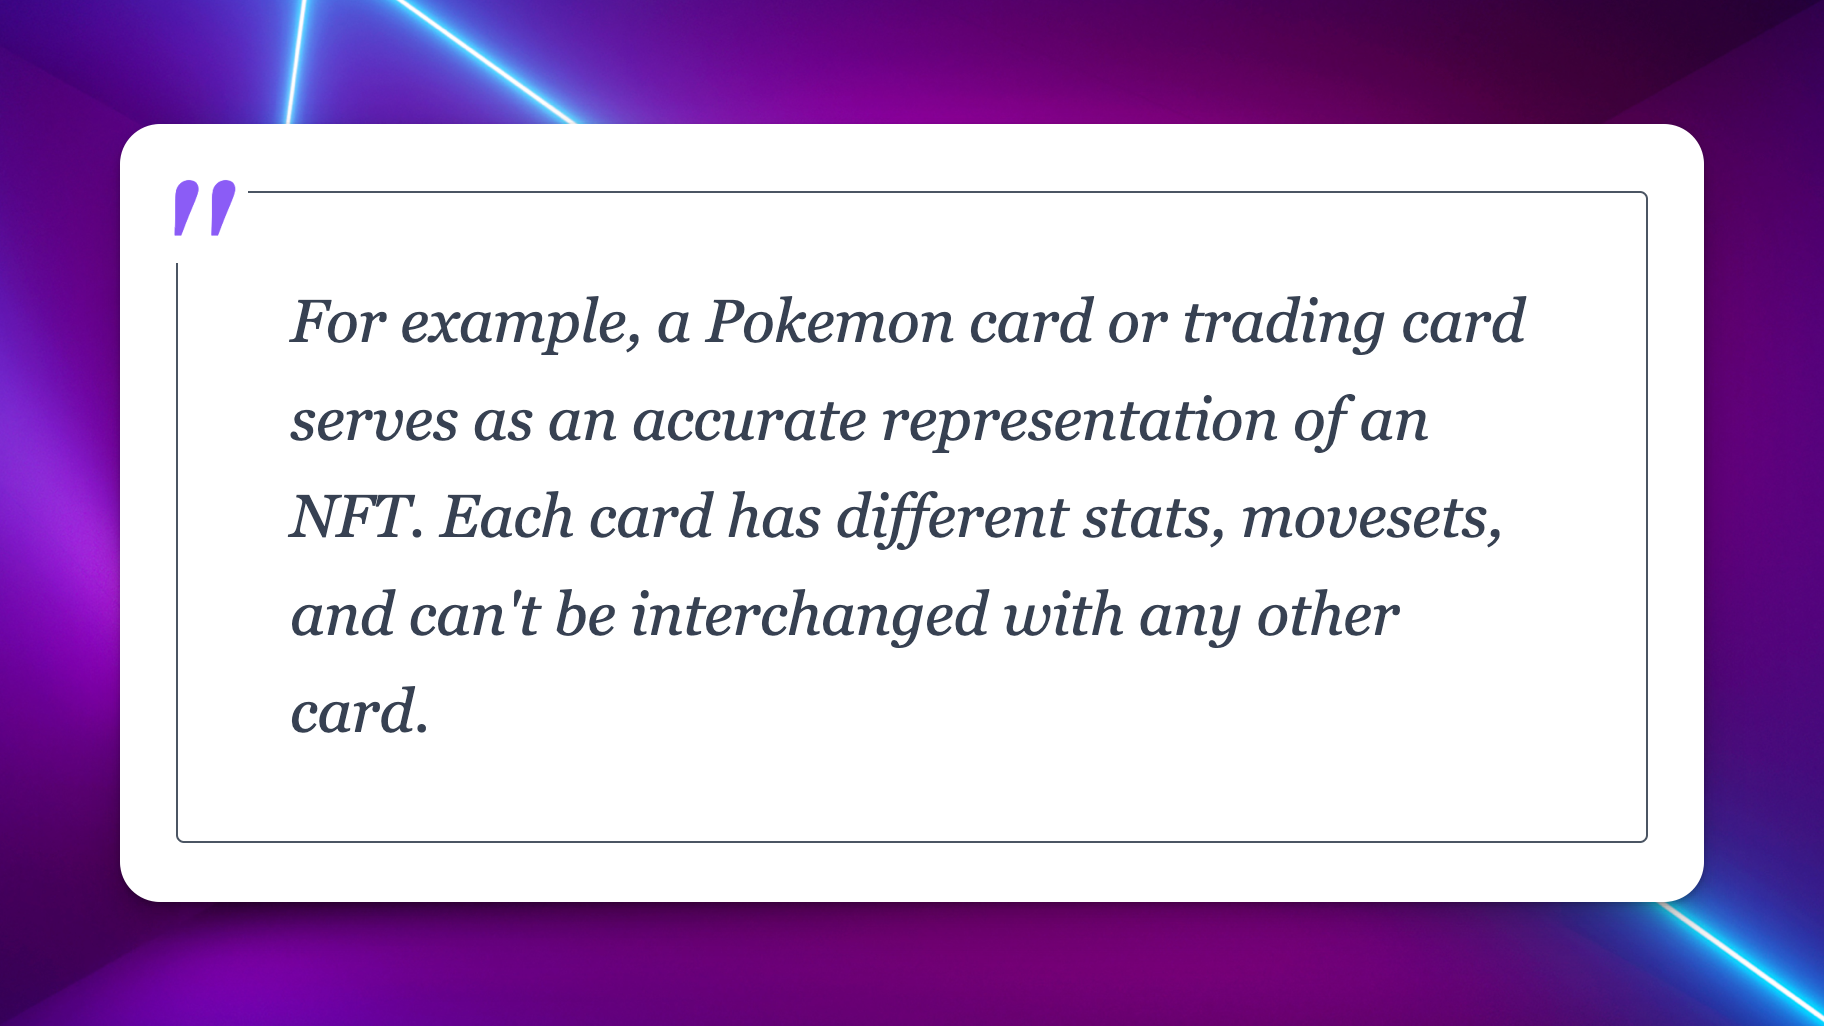 "
For example, a Pokemon card or trading card
serves as an accurate representation of an
NFT. Each card has different stats, movesets,
and can't be interchanged with any other
card.